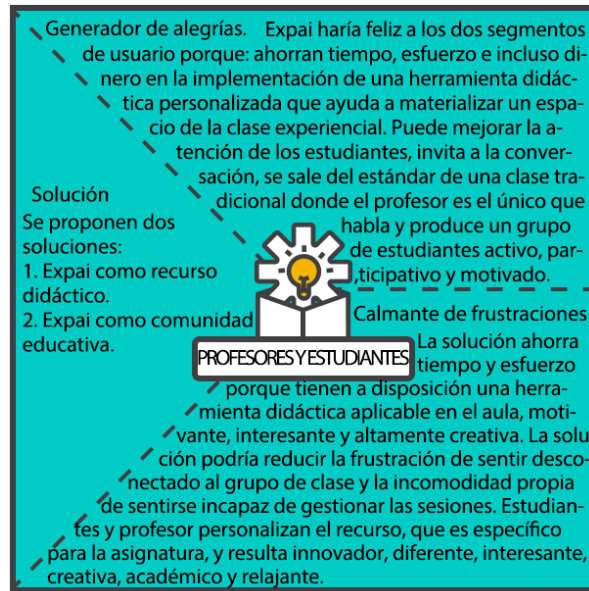 Generador de alegrías. Expai haría feliz a los dos segmentos
de usuario porque: ahorran tiempo, esfuerzo e incluso di-
nero en la implementación de una herramienta didác-
tica personalizada que ayuda a materializar un espa-
cio de la clase experiencial. Puede mejorar la a-
tención de los estudiantes, invita a la conver-
sación, se sale del estándar de una clase tra-
dicional donde el profesor es el único que
habla y produce un grupo
de estudiantes activo, par-
,ticipativo y motivado.
Solución
Se proponen dos
soluciones:
1. Expai como recurso
didáctico.
2. Expai como comunidad
educativa.
PROFESORES Y ESTUDIANTES
Calmante de frustraciones
La solución ahorra
tiempo y esfuerzo
porque tienen a disposición una herra-
mienta didáctica aplicable en el aula, moti-
vante, interesante y altamente creativa. La solu
ción podría reducir la frustración de sentir desco-
nectado al grupo de clase y la incomodidad propia
de sentirse incapaz de gestionar las sesiones. Estudian-
tes y profesor personalizan el recurso, que es específico
para la asignatura, y resulta innovador, diferente, interesante,
creativa, académico y relajante.